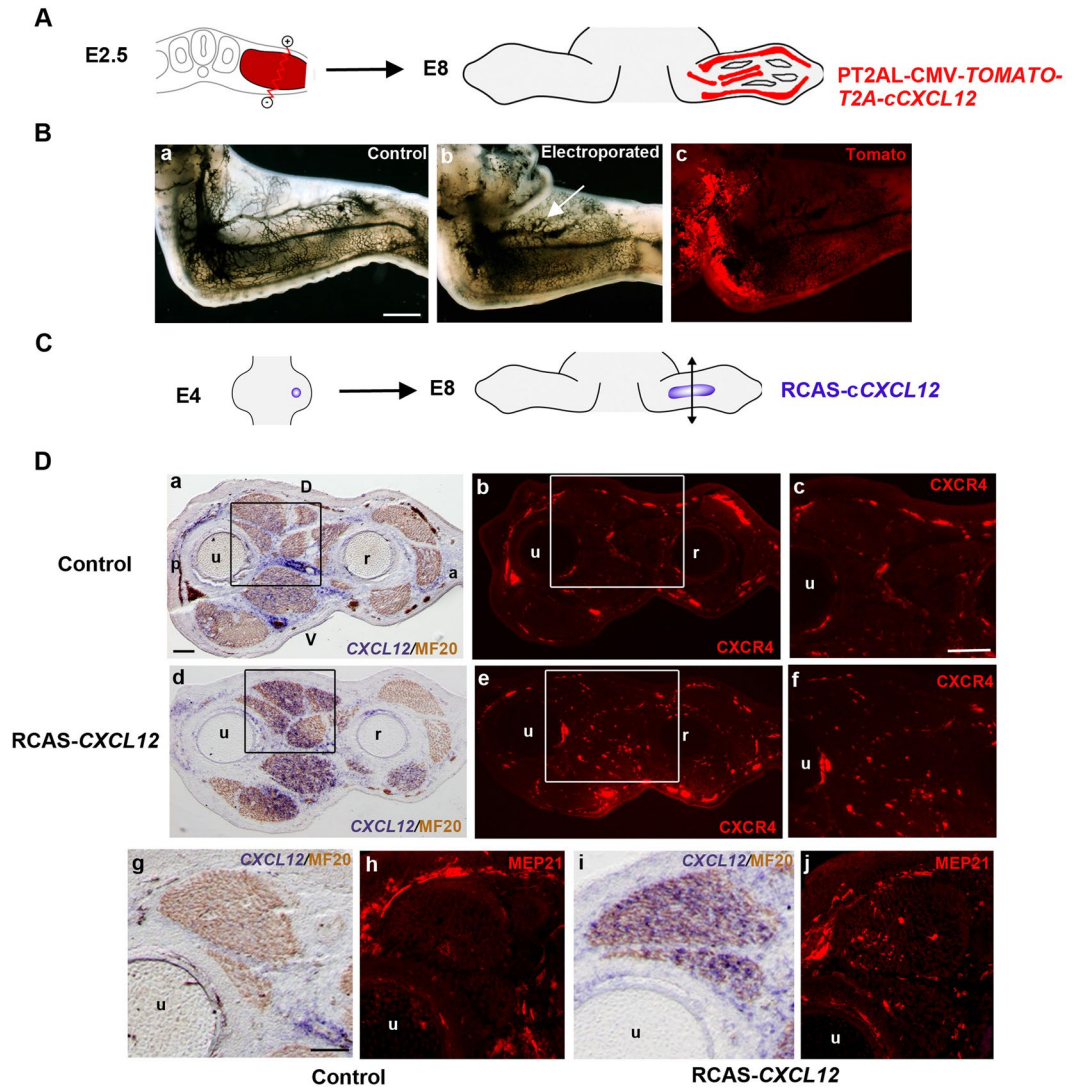 A
E2.5
+
-
E8
PT2AL-CMV-TOMATO-
T2A-cCXCL12
B
a
Control
b
Electroporated
c
Tomato
C
E4
E8
RCAS-cCXCL12
D
Control
a
D
u
r
p
a
V
CXCL12/MF20
b
u
r
CXCR4
c
CXCR4
u
RCAS-CXCL12
d
u
r
CXCL12/MF20
e
u
r
CXCR4
f
CXCR4
u
g
CXCL12/MF20
u
h
MEP21
u
i
CXCL12/MF20
u
j
MEP21
u
Control
RCAS-CXCL12